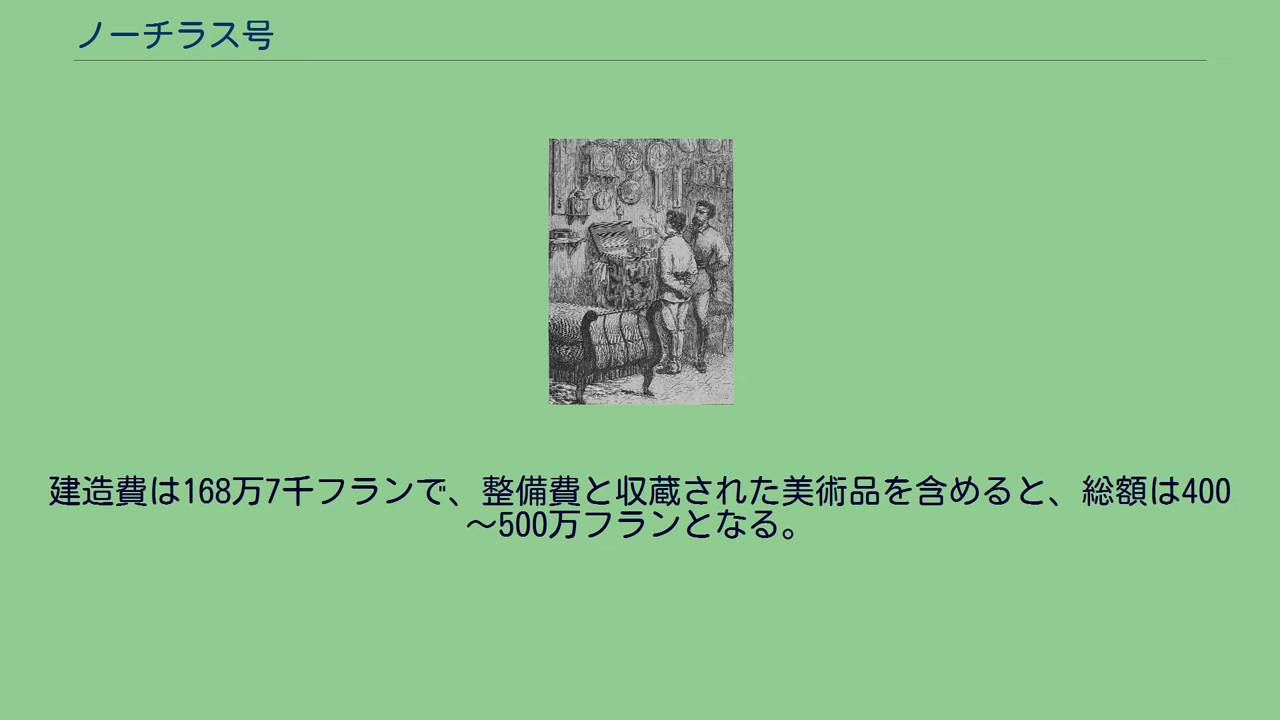 ノーチラス号
建造費は168万7千フランで、整備費と収蔵された美術品を含めると、総額は400
～500万フランとなる。